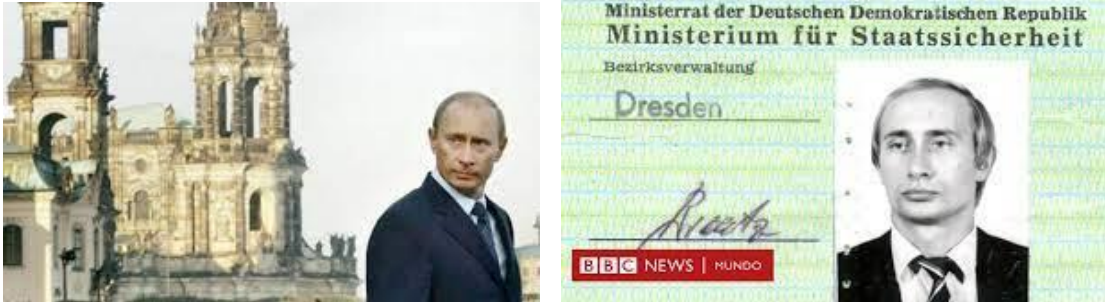 Ministerrat der Deutschen Demokratischen Republik
Ministerium für Staatssicherheit
Bezirksverwaltung
Dresden
BBC NEWS | MUNDO